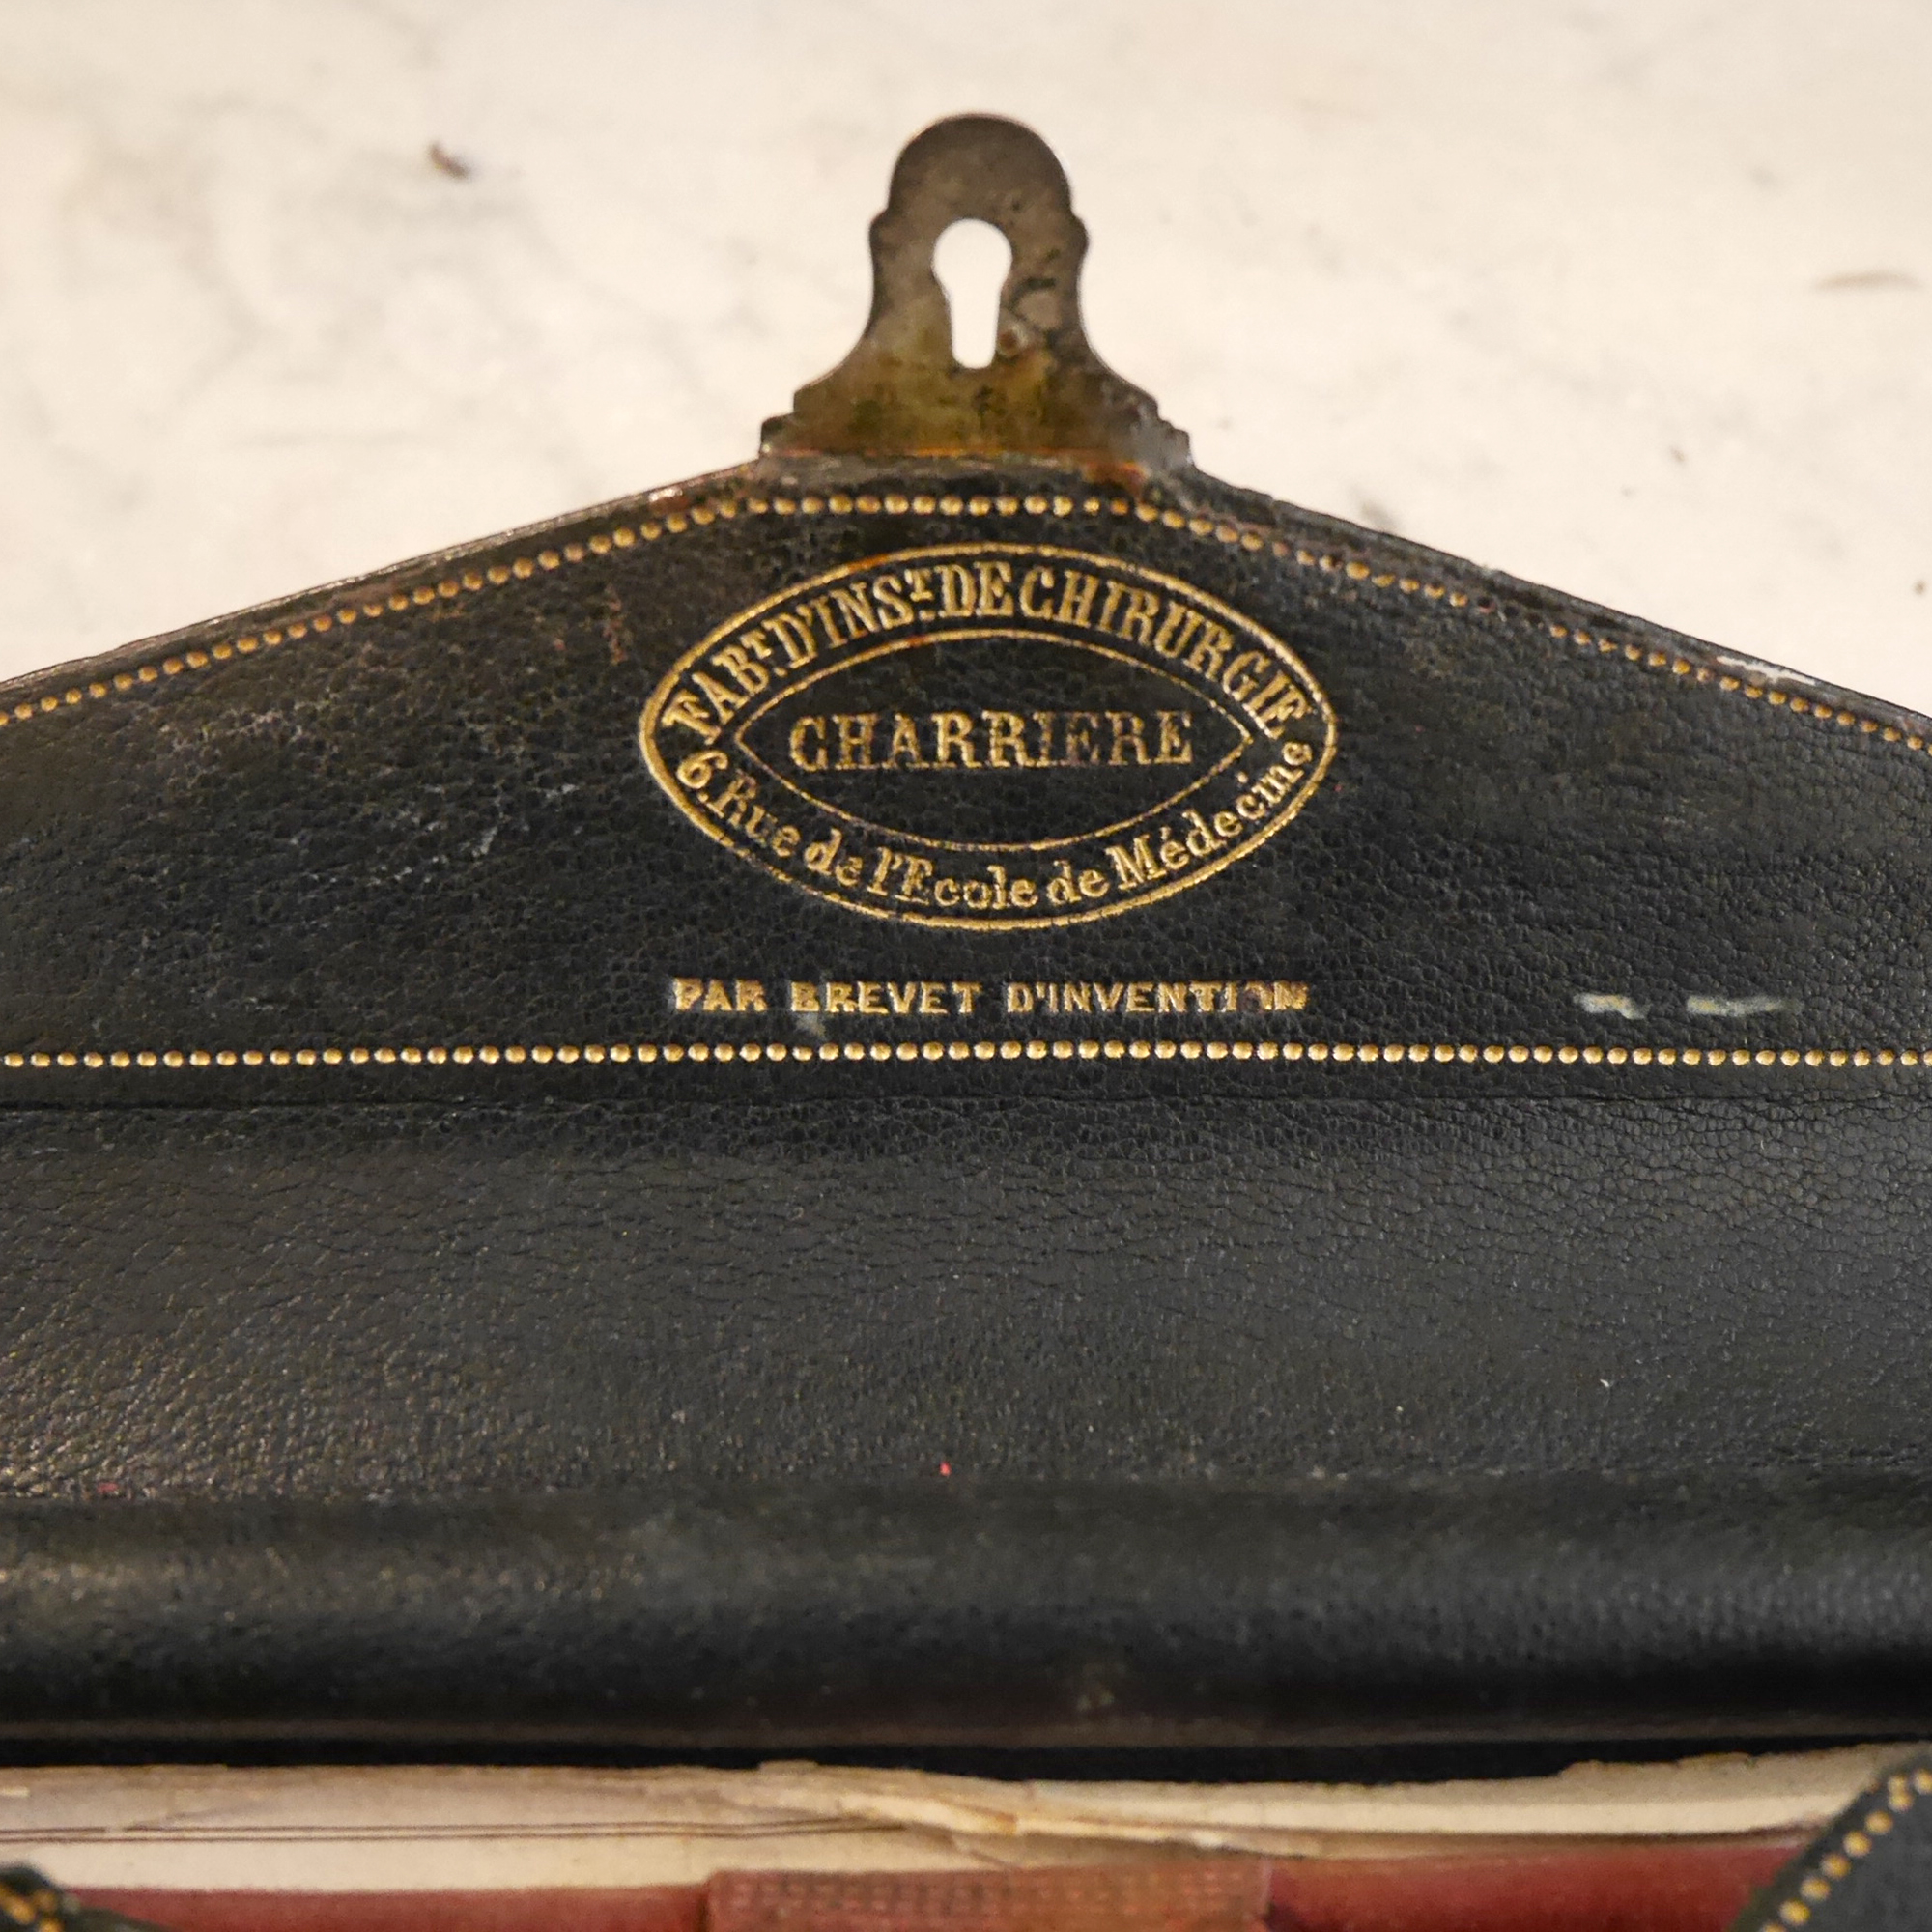 FABT. D'INST. DE CHIRURGIE
CHARRIERE
6. Rue de l'Ecole de Médecine
PAR BREVET D'INVENTION